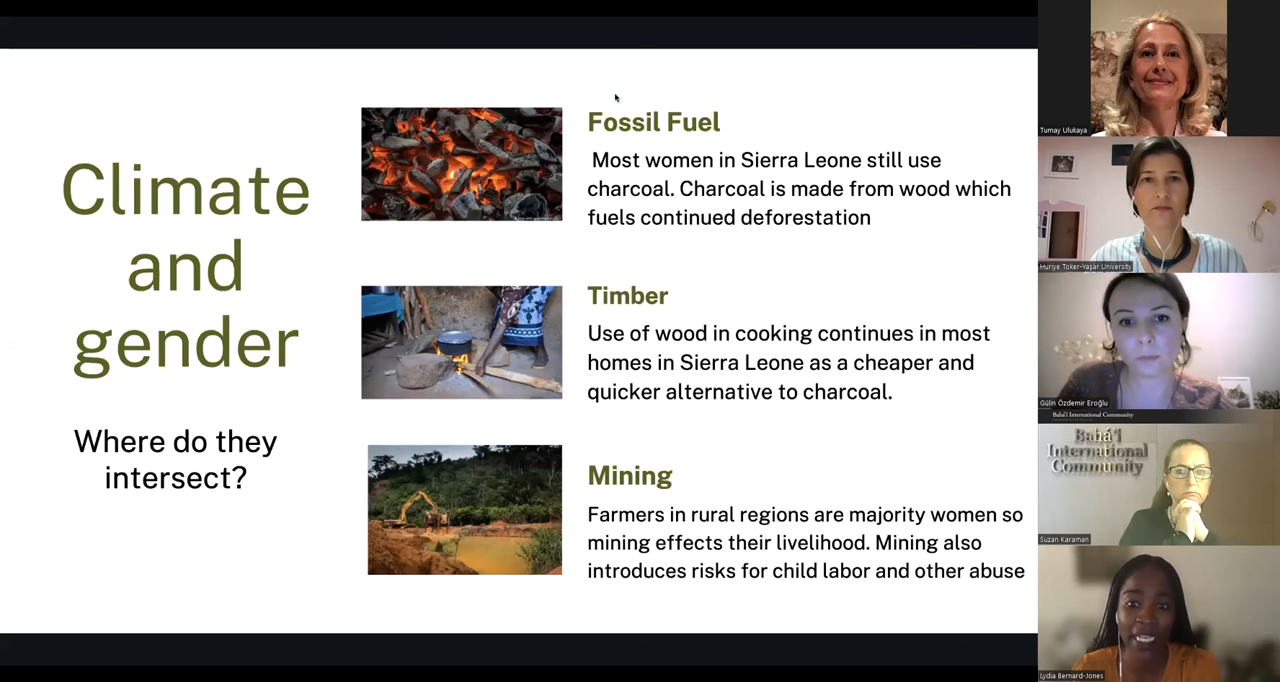 Climate
and
gender
Where do they
intersect?
Fossil Fuel
Most women in Sierra Leone still use
charcoal. Charcoal is made from wood which
fuels continued deforestation
Timber
Use of wood in cooking continues in most
homes in Sierra Leone as a cheaper and
quicker alternative to charcoal.
Mining
Farmers in rural regions are majority women so
mining effects their livelihood. Mining also
introduces risks for child labor and other abuse
Tumay Ulukaya
Huriye Toker-Yaşar University
Gülin Özdemir Eroğlu
Bahá'í International Community
Bahá'í
International
Community
Suzan Karaman
Lydia Bernard-Jones